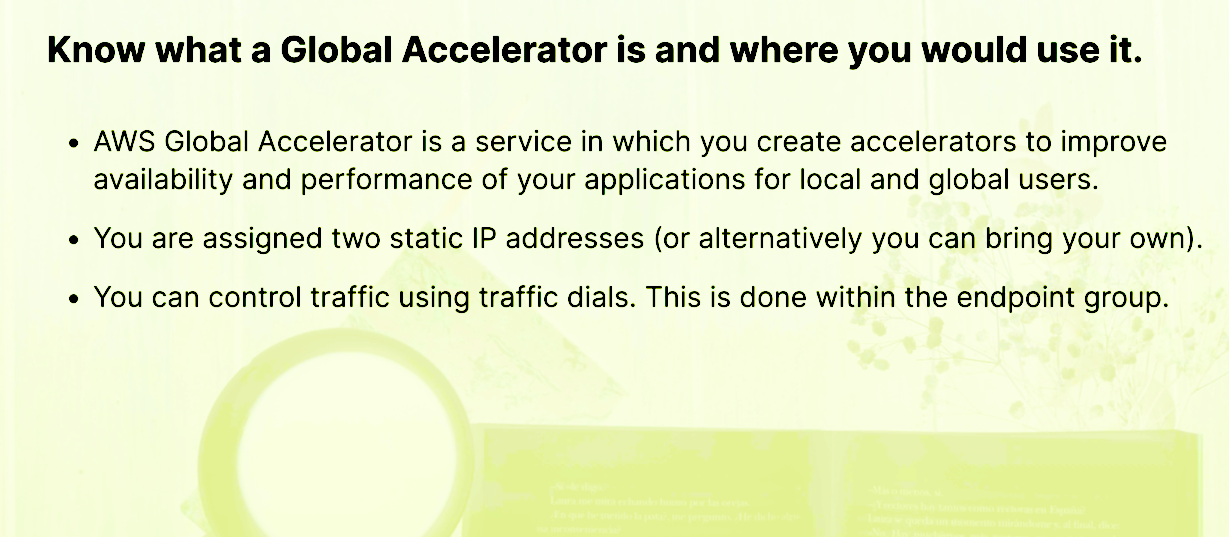 Know what a Global Accelerator is and where you would use it.
• AWS Global Accelerator is a service in which you create accelerators to improve
availability and performance of your applications for local and global users.
• You are assigned two static IP addresses (or alternatively you can bring your own).
• You can control traffic using traffic dials. This is done within the endpoint group.